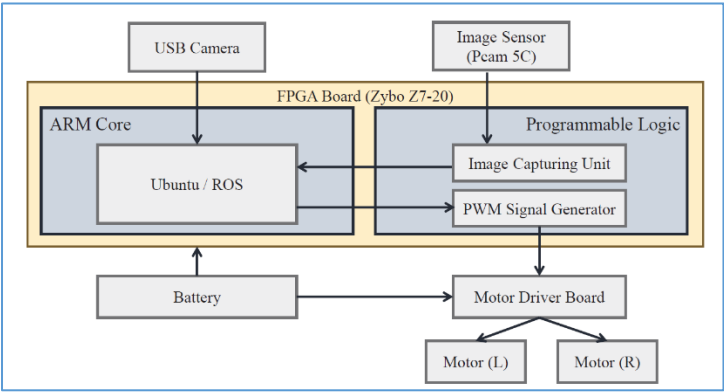 USB Camera
Image Sensor
(Pcam 5C)
FPGA Board (Zybo Z7-20)
ARM Core
Programmable Logic
Ubuntu / ROS
Image Capturing Unit
PWM Signal Generator
Battery
Motor Driver Board
Motor (L)
Motor (R)